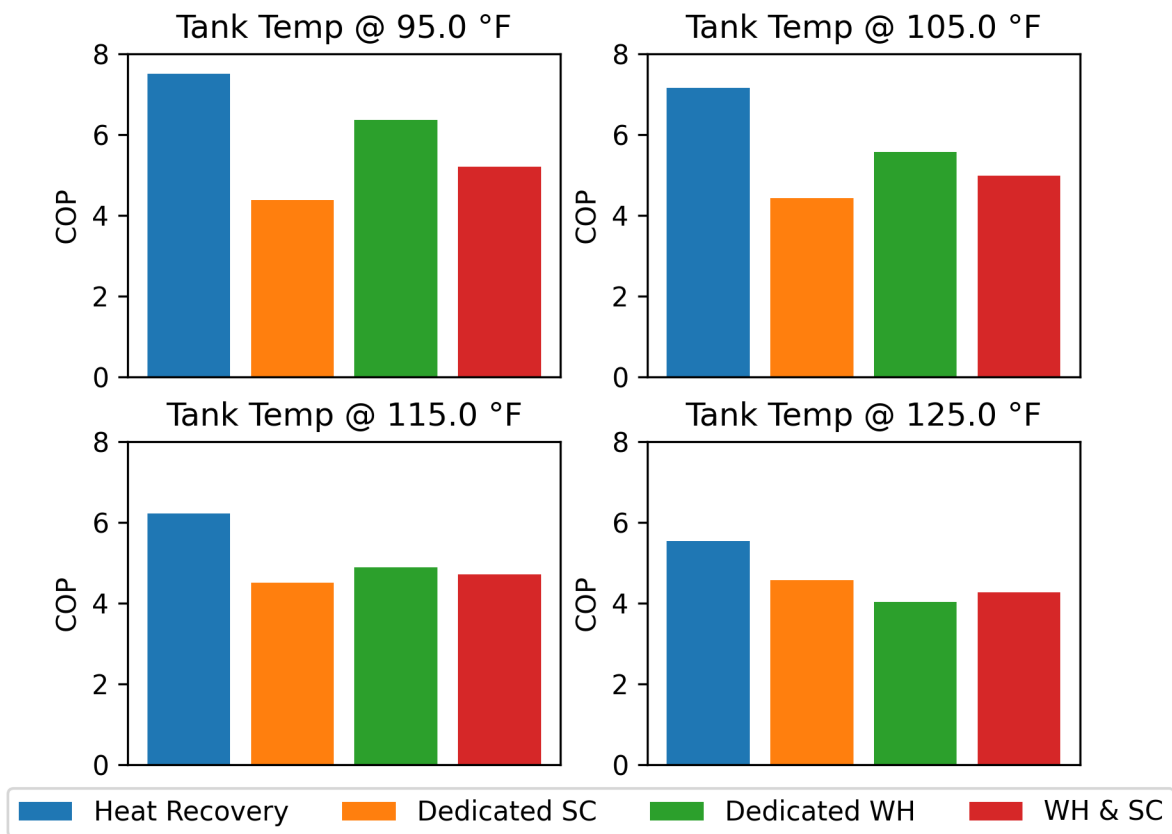 Tank Temp @ 95.0 °F
8
6
4
2
0
COP
Tank Temp @ 105.0 °F
8
6
4
2
0
COP
Tank Temp @ 115.0 °F
8
6
4
2
0
COP
Tank Temp @ 125.0 °F
8
6
4
2
0
COP
Heat Recovery
Dedicated SC
Dedicated WH
WH & SC